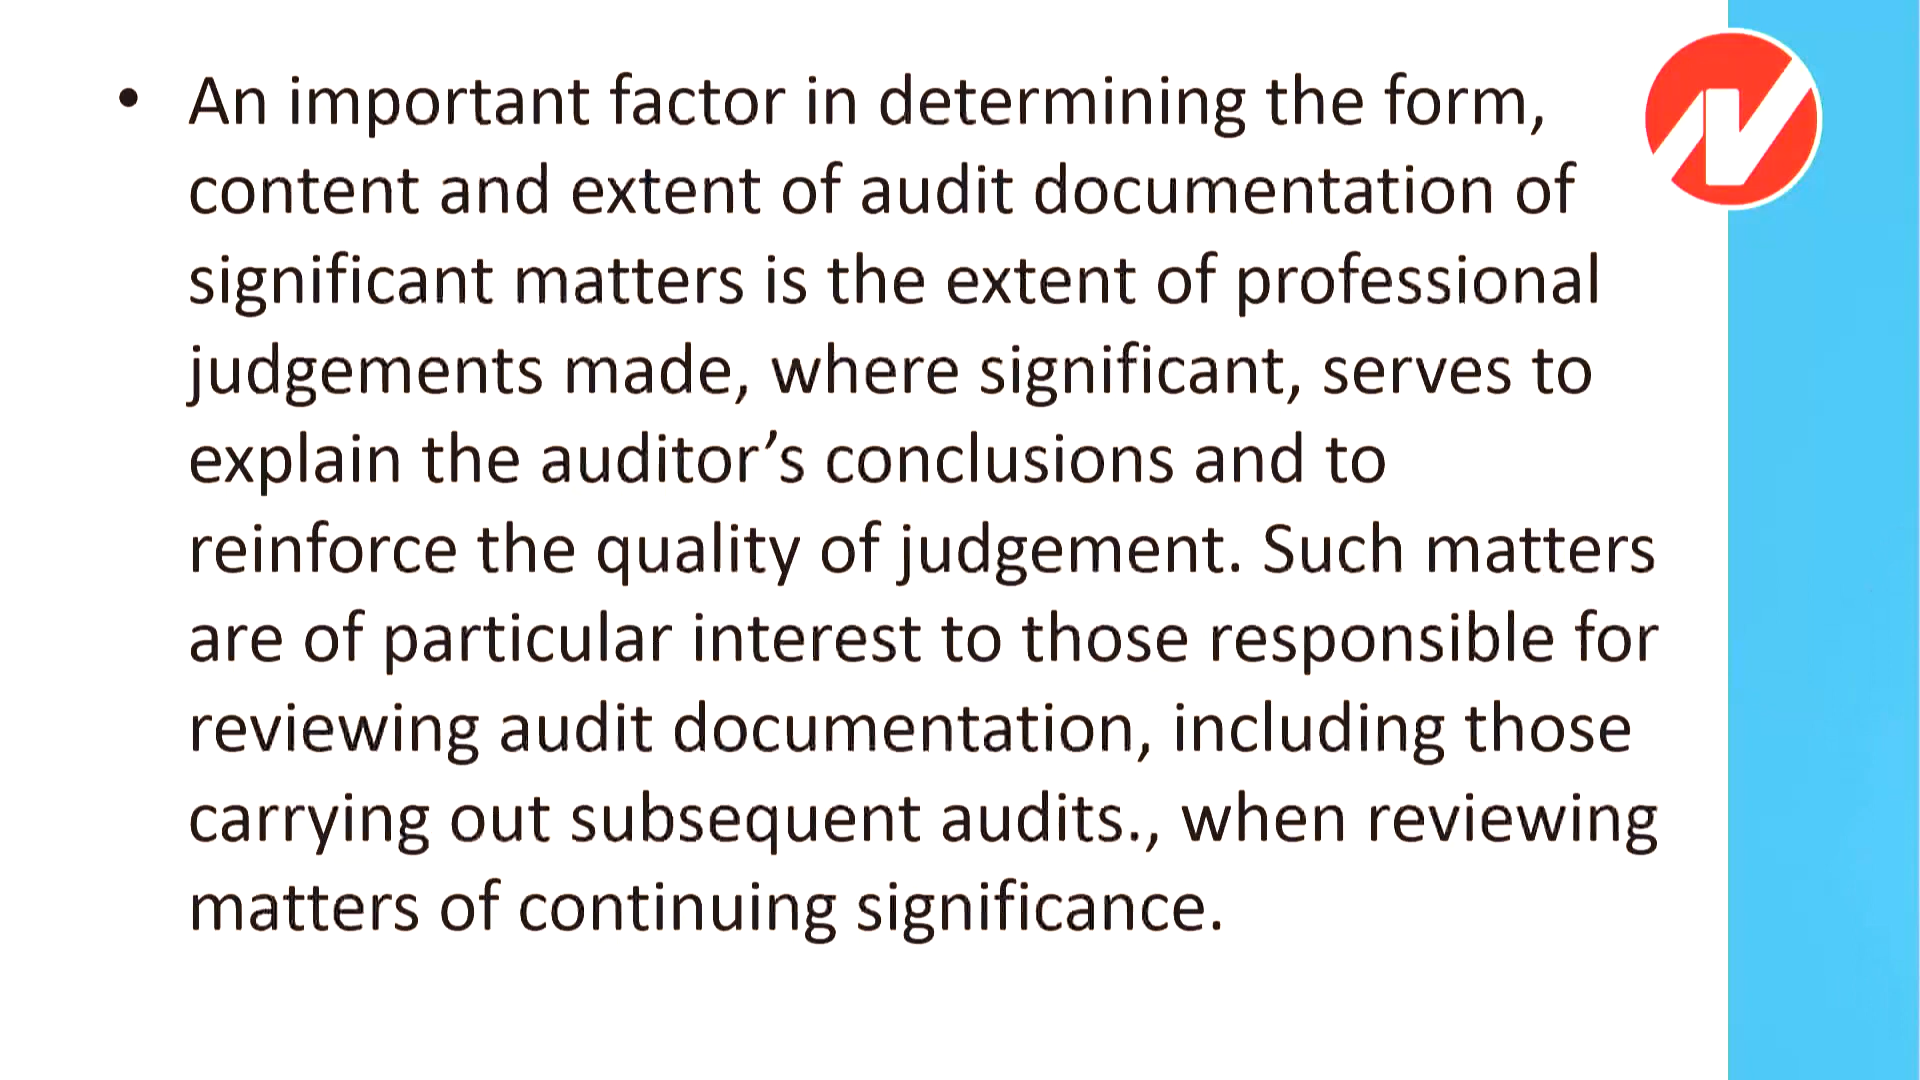 • An important factor in determining the form,
content and extent of audit documentation of
significant matters is the extent of professional
judgements made, where significant, serves to
explain the auditor’s conclusions and to
reinforce the quality of judgement. Such matters
are of particular interest to those responsible for
reviewing audit documentation, including those
carrying out subsequent audits., when reviewing
matters of continuing significance.